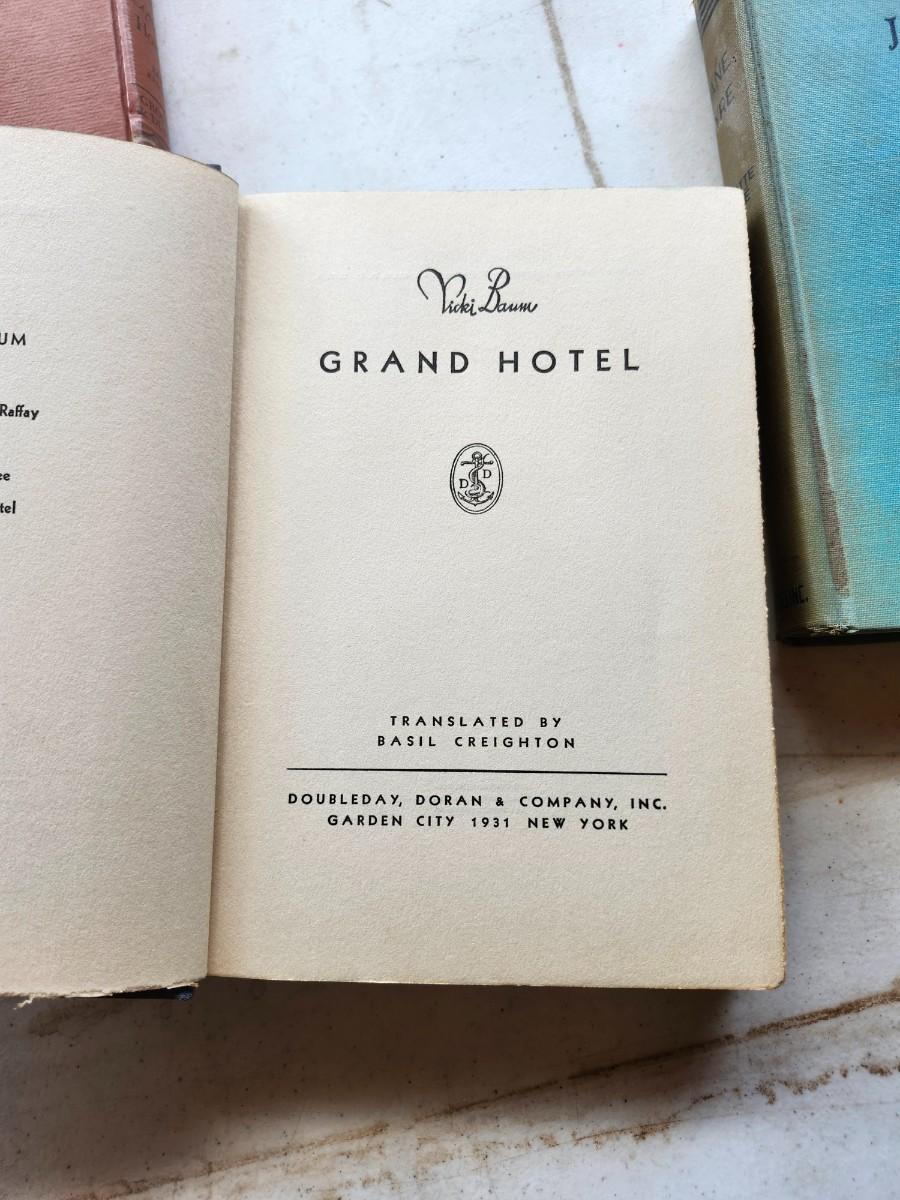 UM
Raffay
ee
tel
Vicki Baum
GRAND HOTEL
D D
TRANSLATED BY
BASIL CREIGHTON
DOUBLEDAY, DORAN & COMPANY, INC.
GARDEN CITY 1931 NEW YORK
J